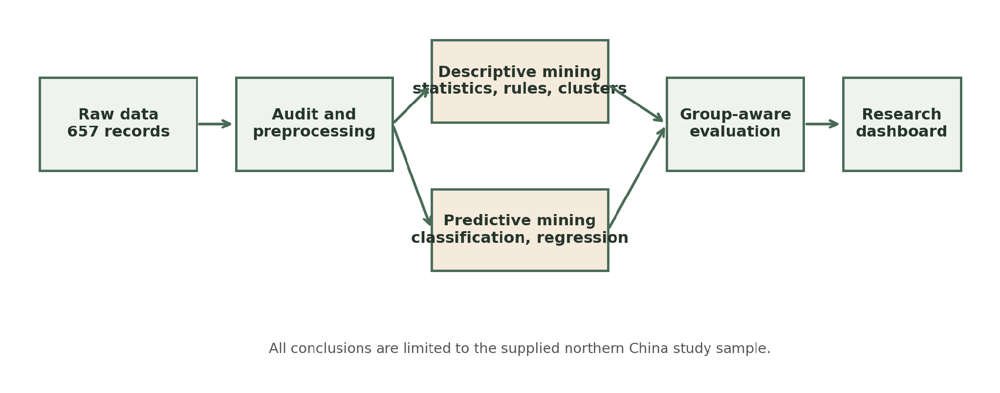 Raw data
657 records
Audit and
preprocessing
Descriptive mining
statistics, rules, clusters
Predictive mining
classification, regression
Group-aware
evaluation
Research
dashboard
All conclusions are limited to the supplied northern China study sample.